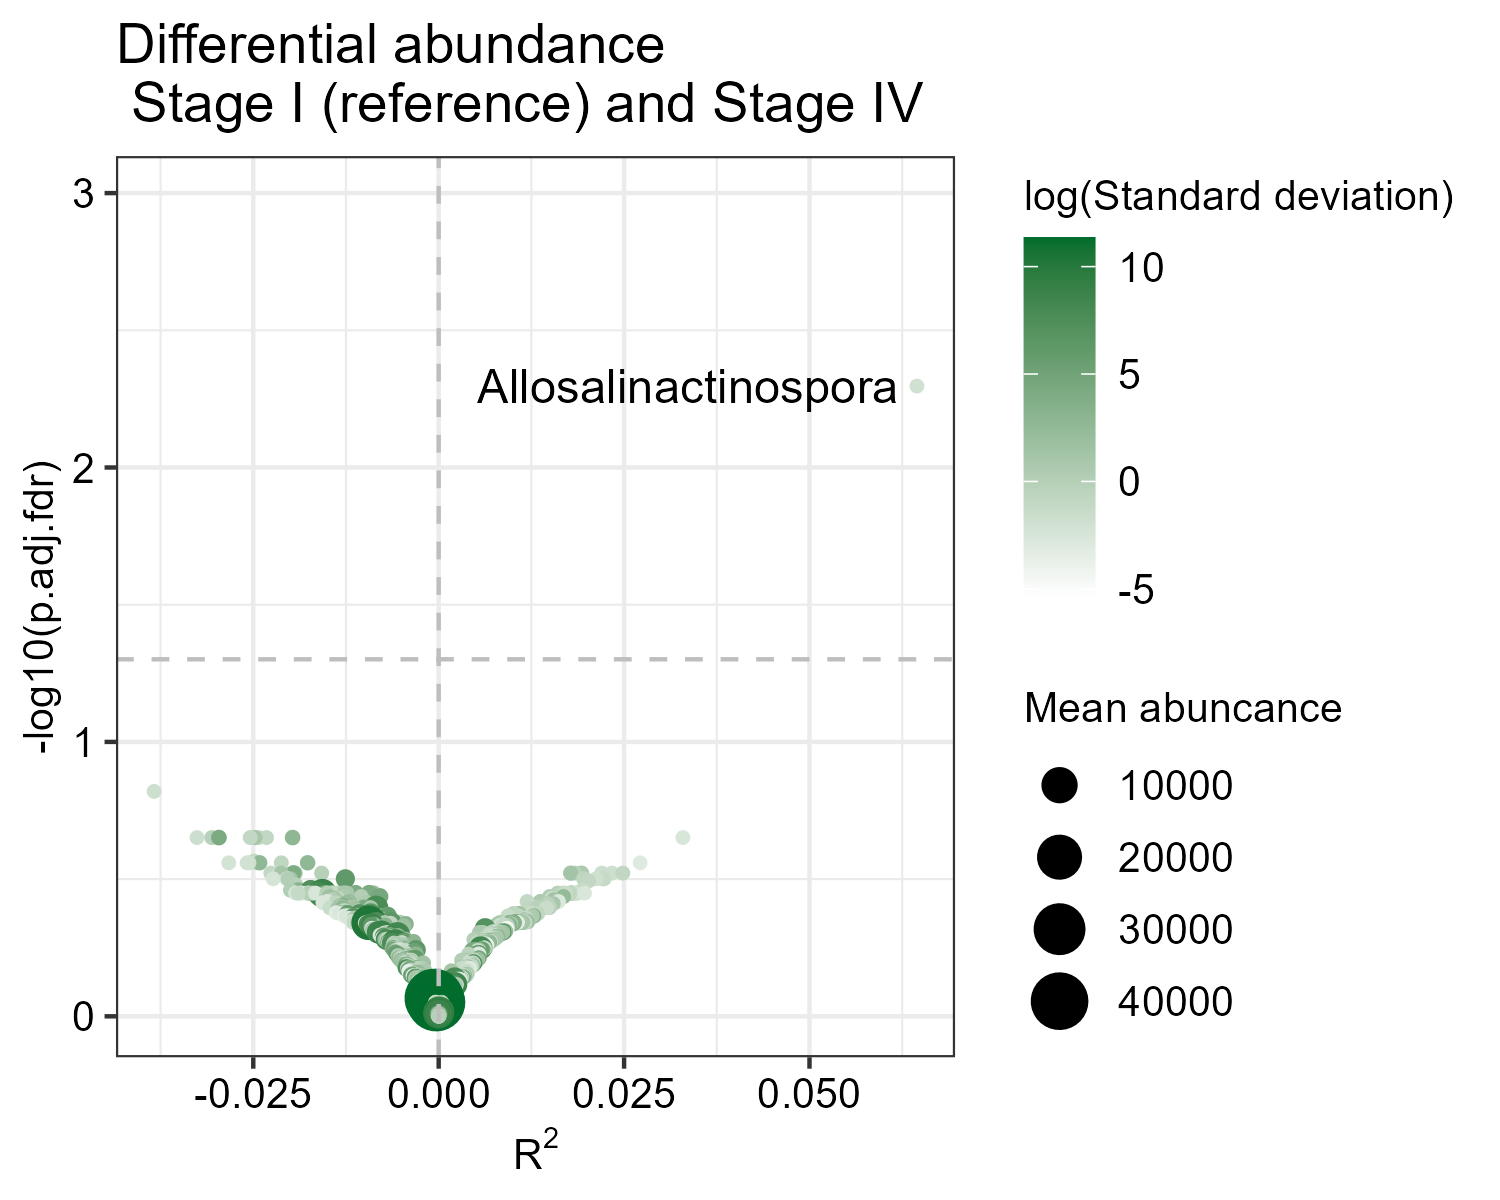 Differential abundance
Stage I (reference) and Stage IV
-log10(p.adj.fdr)
3
2
1
0
Allosalinactinospora
-0.025 0.000 0.025 0.050
R²
log(Standard deviation)
10
5
0
-5
Mean abuncance
10000
20000
30000
40000